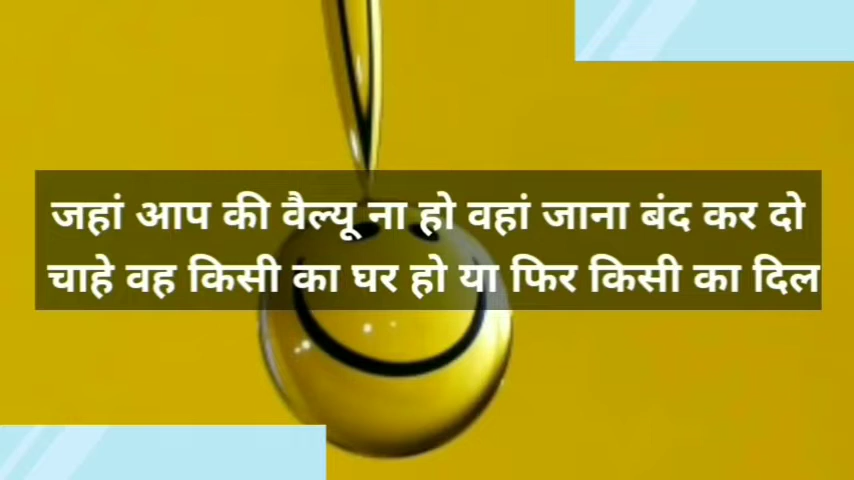 जहां आप की वैल्यू ना हो वहां जाना बंद कर दो
चाहे वह किसी का घर हो या फिर किसी का दिल